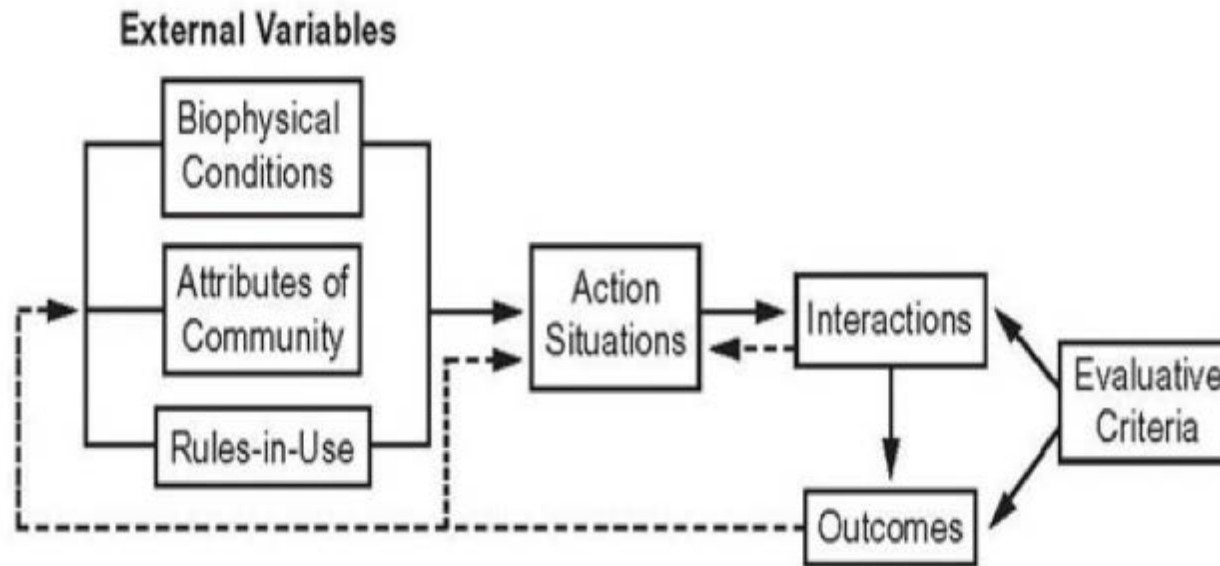 External Variables
Biophysical
Conditions
Attributes of
Community
Rules-in-Use
Action
Situations
Interactions
Outcomes
Evaluative
Criteria